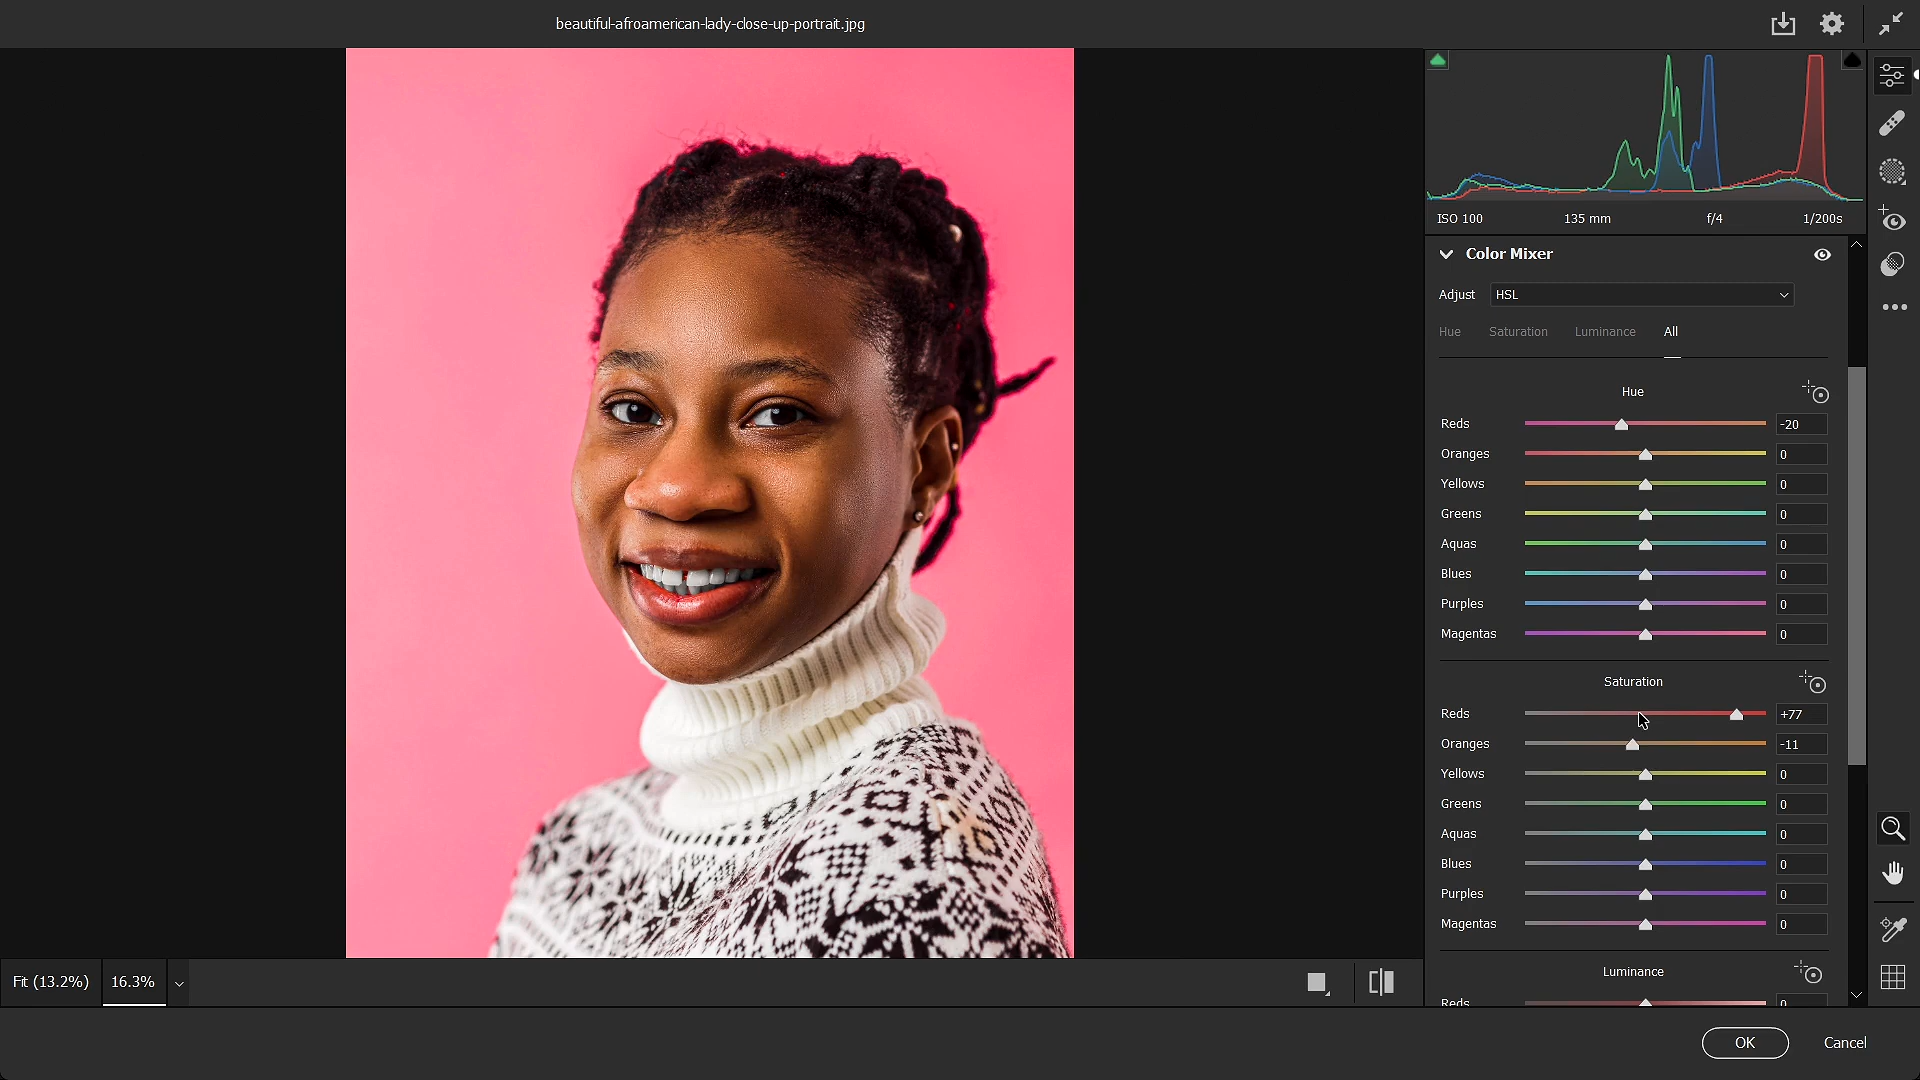 beautiful-afroamerican-lady-close-up-portrait.jpg
ISO 100 135 mm f/4 1/200s
Color Mixer
Adjust HSL
Hue Saturation Luminance All
Hue
Reds -20
Oranges 0
Yellows 0
Greens 0
Aquas 0
Blues 0
Purples 0
Magentas 0
Saturation
Reds +77
Oranges -11
Yellows 0
Greens 0
Aquas 0
Blues 0
Purples 0
Magentas 0
Luminance
Reds 0
Fit (13.2%) 16.3%
OK Cancel